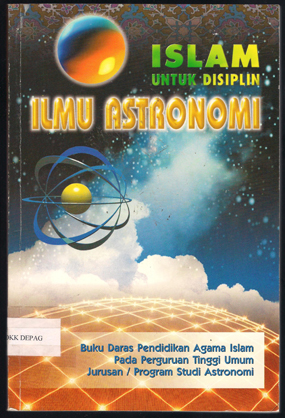 ISLAM
UNTUK DISIPLIN
ILMU ASTRONOMI
OKK DEPAG
Buku Daras Pendidikan Agama Islam
Pada Perguruan Tinggi Umum
Jurusan / Program Studi Astronomi